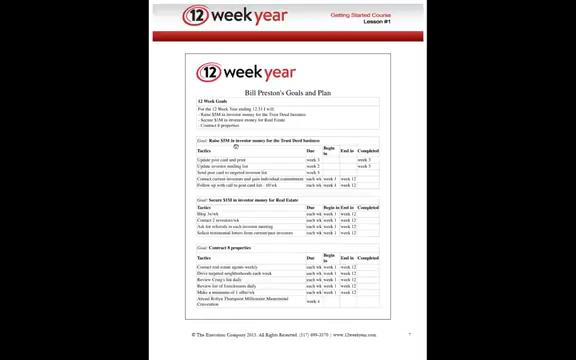 12 week year
Getting Started Course
Lesson #1
12 week year
Bill Preston's Goals and Plan
12 Week Goals
For the 12 Week Year ending 12.31 I will:
- Raise $5M in investor money for the Trust Deed business
- Secure $1M in investor money for Real Estate
- Contract 8 properties
Goal: Raise $5M in investor money for the Trust Deed business
Tactics Due Begin in End in Completed
Update post card and print week 3 week 3
Update investor mailing list week 2 week 5
Send post card to targeted investor list week 5
Contact current investors and gain individual commitment each wk week 1 week 12
Follow up with call to post card list - 10/wk each wk week 4 week 12
Goal: Secure $1M in investor money for Real Estate
Tactics Due Begin in End in Completed
Blog 3x/wk each wk week 1 week 12
Contact 2 investors/wk each wk week 1 week 12
Ask for referrals in each investor meeting each wk week 1 week 12
Solicit testimonial letters from current/past investors each wk week 1 week 12
Goal: Contract 8 properties
Tactics Due Begin in End in Completed
Contact real estate agents weekly each wk week 1 week 12
Drive targeted neighborhoods each week each wk week 1 week 12
Review Craig's list daily each wk week 1 week 12
Review list of foreclosures daily each wk week 1 week 12
Make a minimum of 1 offer/wk each wk week 1 week 12
Attend Robyn Thompson Millionaire Mastermind Convention week 4
© The Execution Company 2013. All Rights Reserved. (517) 699-3570 | www.12weekyear.com.
7